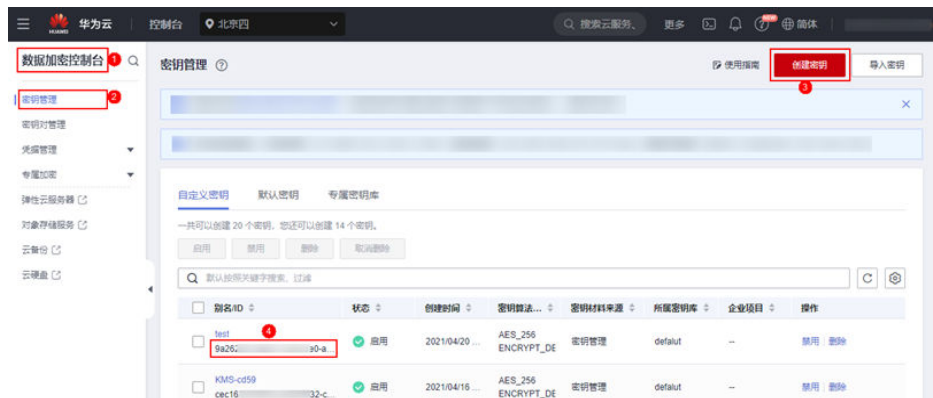 HUAWEI 华为云 控制台 北京四 搜索云服务、 更多 NEW 简体
数据加密控制台 1
密钥管理 使用指南 创建密钥 导入密钥
3
密钥管理 2
密钥对管理
凭据管理
专属加密
弹性云服务器
对象存储服务
云备份
云硬盘
自定义密钥 默认密钥 专属密钥库
一共可以创建 20 个密钥，您还可以创建 14 个密钥。
启用 禁用 删除 取消删除
默认按照关键字搜索、过滤
别名/ID 状态 创建时间 密钥算法... 密钥材料来源 所属密钥库 企业项目 操作
test 4
9a262 e0-a...
启用 2021/04/20 ... AES_256
ENCRYPT_DE
密钥管理 defalut -- 禁用 删除
KMS-cd59
cec16 32-c...
启用 2021/04/16 ... AES_256
ENCRYPT_DE
密钥管理 defalut -- 禁用 删除